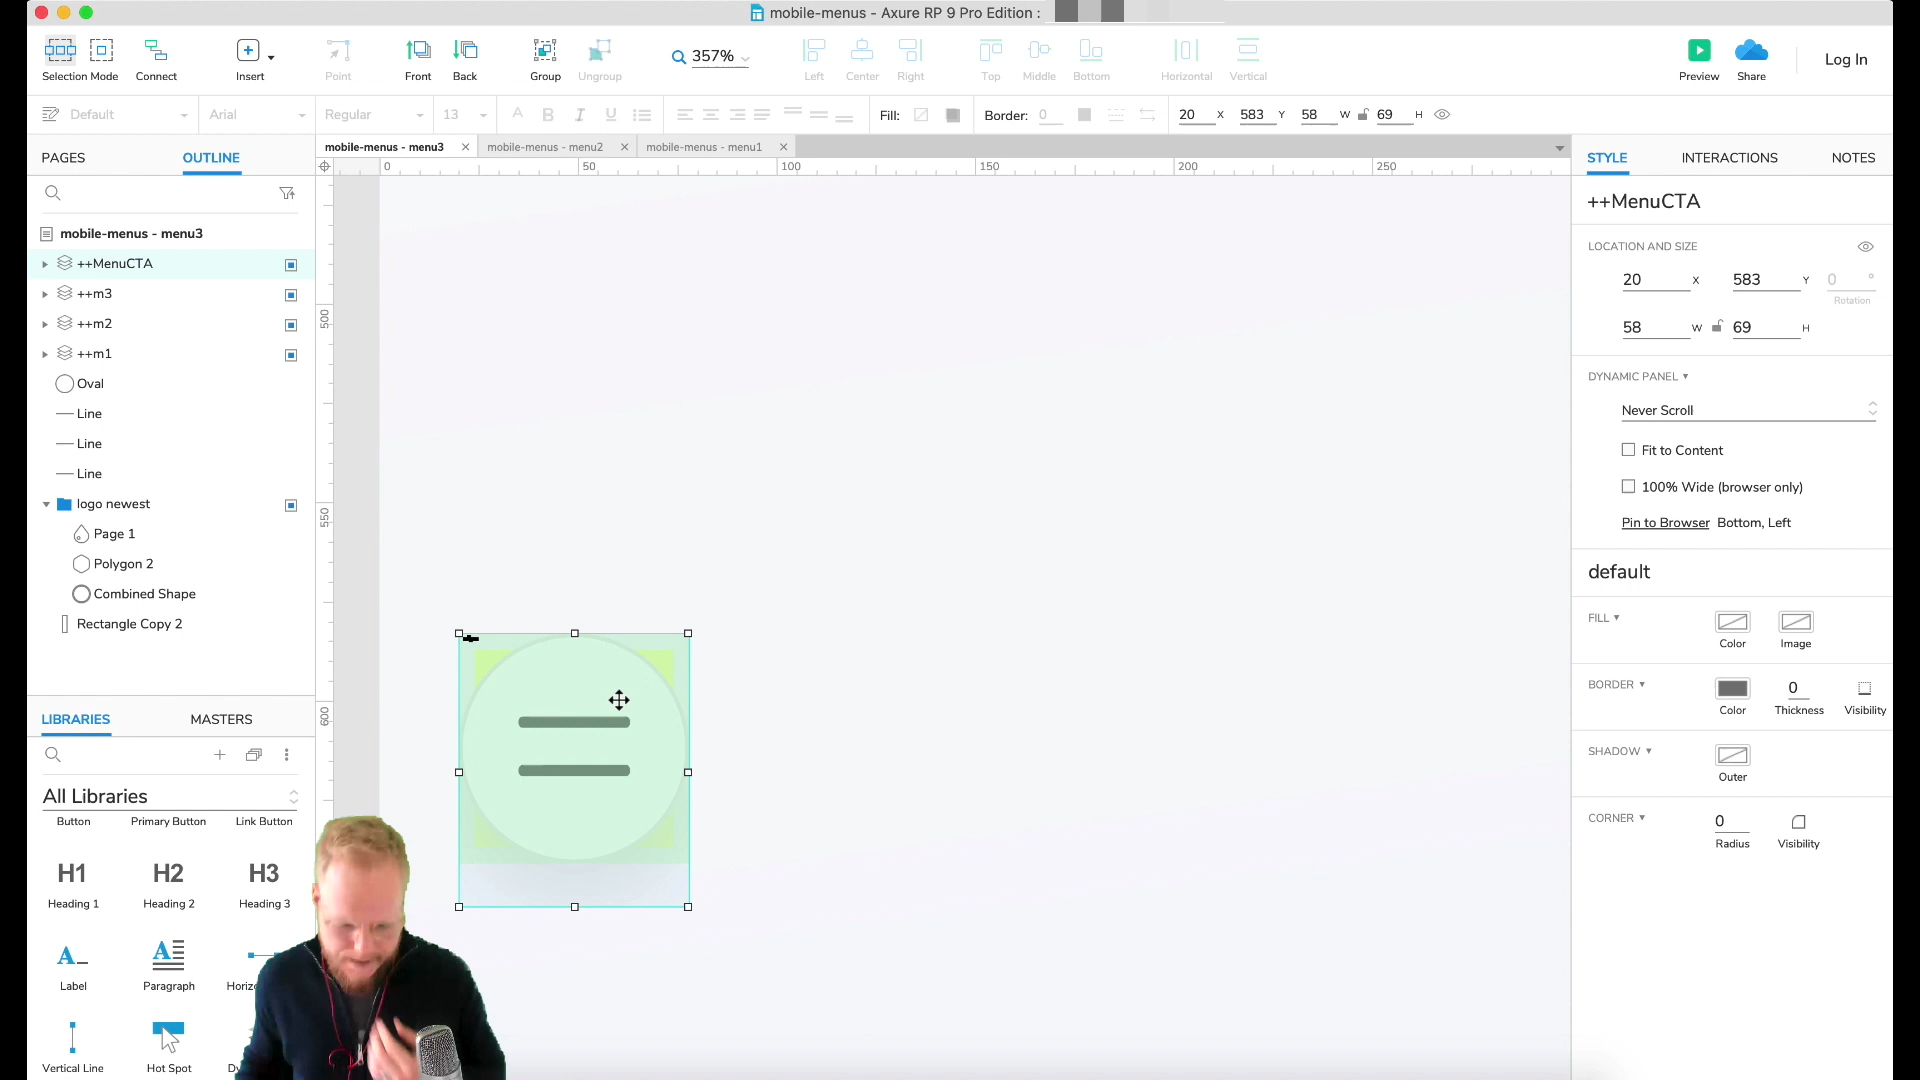 mobile-menus - Axure RP 9 Pro Edition :
Selection Mode
Connect
Insert
Point
Front
Back
Group
Ungroup
357%
Left
Center
Right
Top
Middle
Bottom
Horizontal
Vertical
Preview
Share
Log In
Default
Arial
Regular
13
Fill:
Border: 0
20 X 583 Y 58 W 69 H
PAGES
OUTLINE
mobile-menus - menu3
mobile-menus - menu2
mobile-menus - menu1
0 50 100 150 200 250
500
550
600
mobile-menus - menu3
++MenuCTA
++m3
++m2
++m1
Oval
Line
Line
Line
logo newest
Page 1
Polygon 2
Combined Shape
Rectangle Copy 2
LIBRARIES
MASTERS
All Libraries
Button
Primary Button
Link Button
H1 H2 H3
Heading 1
Heading 2
Heading 3
A_
A
Label
Paragraph
Vertical Line
Hot Spot
STYLE
INTERACTIONS
NOTES
++MenuCTA
LOCATION AND SIZE
20 X 583 Y 0 °
Rotation
58 W 69 H
DYNAMIC PANEL
Never Scroll
Fit to Content
100% Wide (browser only)
Pin to Browser Bottom, Left
default
FILL
Color
Image
BORDER
0
Color
Thickness
Visibility
SHADOW
Outer
CORNER
0
Radius
Visibility